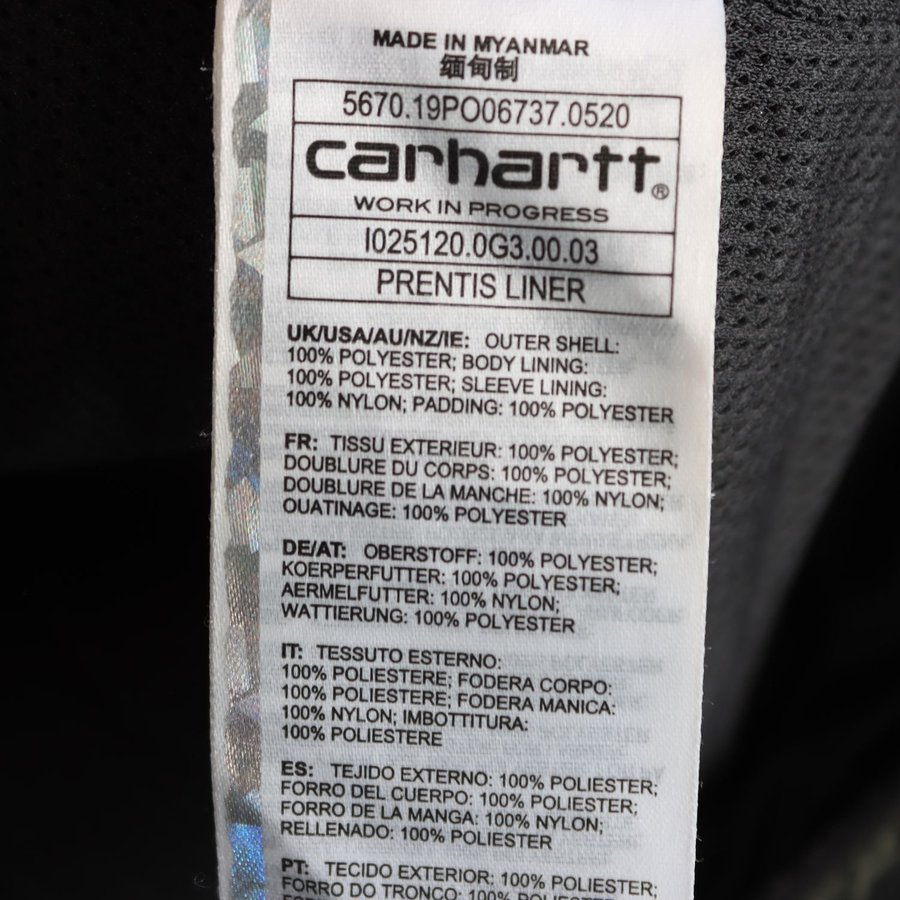 MADE IN MYANMAR
缅甸制
5670.19PO06737.0520
carhartt®
WORK IN PROGRESS
I025120.0G3.00.03
PRENTIS LINER
UK/USA/AU/NZ/IE: OUTER SHELL:
100% POLYESTER; BODY LINING:
100% POLYESTER; SLEEVE LINING:
100% NYLON; PADDING: 100% POLYESTER
FR: TISSU EXTERIEUR: 100% POLYESTER;
DOUBLURE DU CORPS: 100% POLYESTER;
DOUBLURE DE LA MANCHE: 100% NYLON;
OUATINAGE: 100% POLYESTER
DE/AT: OBERSTOFF: 100% POLYESTER;
KOERPERFUTTER: 100% POLYESTER;
AERMELFUTTER: 100% NYLON;
WATTIERUNG: 100% POLYESTER
IT: TESSUTO ESTERNO:
100% POLIESTERE; FODERA CORPO:
100% POLIESTERE; FODERA MANICA:
100% NYLON; IMBOTTITURA:
100% POLIESTERE
ES: TEJIDO EXTERNO: 100% POLIESTER;
FORRO DEL CUERPO: 100% POLIESTER;
FORRO DE LA MANGA: 100% NYLON;
RELLENADO: 100% POLIESTER
PT: TECIDO EXTERIOR: 100% POLIESTER;
FORRO DO TRONCO: 100% POLIESTER;